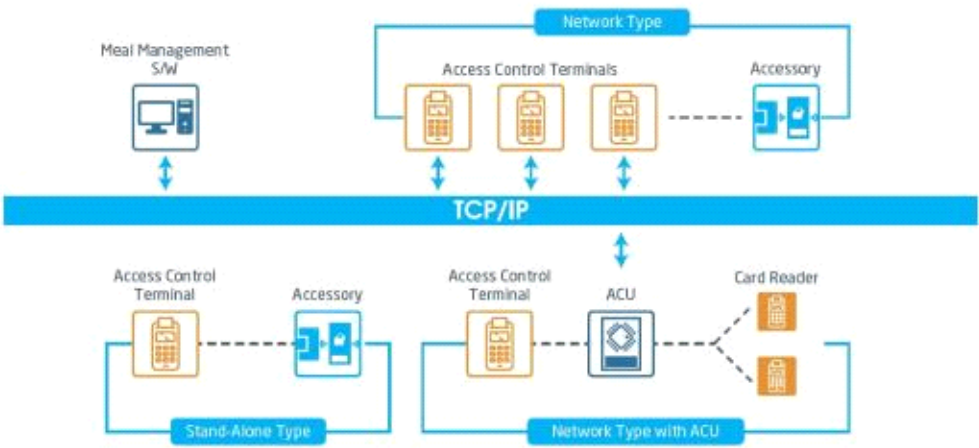 Network Type
Meal Management
S/W
Access Control Terminals
Accessory
TCP/IP
Access Control
Terminal
Accessory
Access Control
Terminal
ACU
Card Reader
Stand-Alone Type
Network Type with ACU